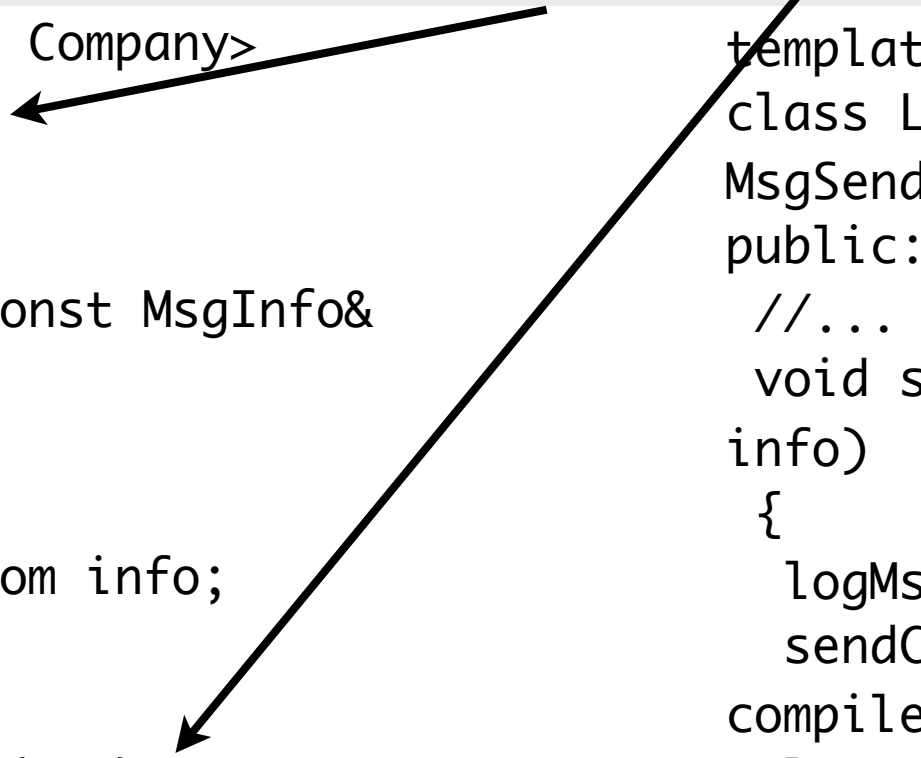 Company>
onst MsgInfo&
om info;
templat
class L
MsgSend
public:
//...
void s
info)
{
logMs
sendC
compile